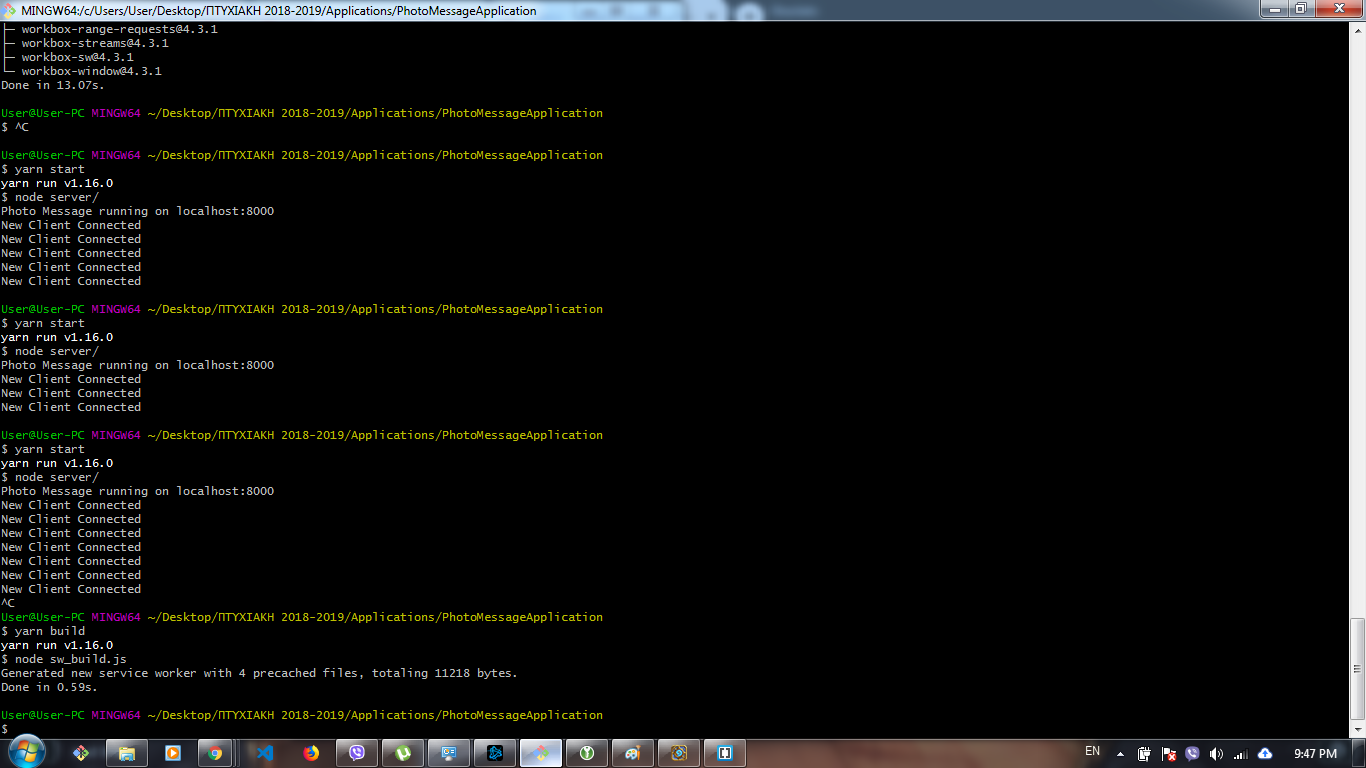 MINGW64:/c/Users/User/Desktop/ΠΤΥΧΙΑΚΗ 2018-2019/Applications/PhotoMessageApplication
├─ workbox-range-requests@4.3.1
├─ workbox-streams@4.3.1
├─ workbox-sw@4.3.1
└─ workbox-window@4.3.1
Done in 13.07s.
User@User-PC MINGW64 ~/Desktop/ΠΤΥΧΙΑΚΗ 2018-2019/Applications/PhotoMessageApplication
$ ^C
User@User-PC MINGW64 ~/Desktop/ΠΤΥΧΙΑΚΗ 2018-2019/Applications/PhotoMessageApplication
$ yarn start
yarn run v1.16.0
$ node server/
Photo Message running on localhost:8000
New Client Connected
New Client Connected
New Client Connected
New Client Connected
New Client Connected
User@User-PC MINGW64 ~/Desktop/ΠΤΥΧΙΑΚΗ 2018-2019/Applications/PhotoMessageApplication
$ yarn start
yarn run v1.16.0
$ node server/
Photo Message running on localhost:8000
New Client Connected
New Client Connected
New Client Connected
User@User-PC MINGW64 ~/Desktop/ΠΤΥΧΙΑΚΗ 2018-2019/Applications/PhotoMessageApplication
$ yarn start
yarn run v1.16.0
$ node server/
Photo Message running on localhost:8000
New Client Connected
New Client Connected
New Client Connected
New Client Connected
New Client Connected
New Client Connected
New Client Connected
^C
User@User-PC MINGW64 ~/Desktop/ΠΤΥΧΙΑΚΗ 2018-2019/Applications/PhotoMessageApplication
$ yarn build
yarn run v1.16.0
$ node sw_build.js
Generated new service worker with 4 precached files, totaling 11218 bytes.
Done in 0.59s.
User@User-PC MINGW64 ~/Desktop/ΠΤΥΧΙΑΚΗ 2018-2019/Applications/PhotoMessageApplication
$
EN
9:47 PM